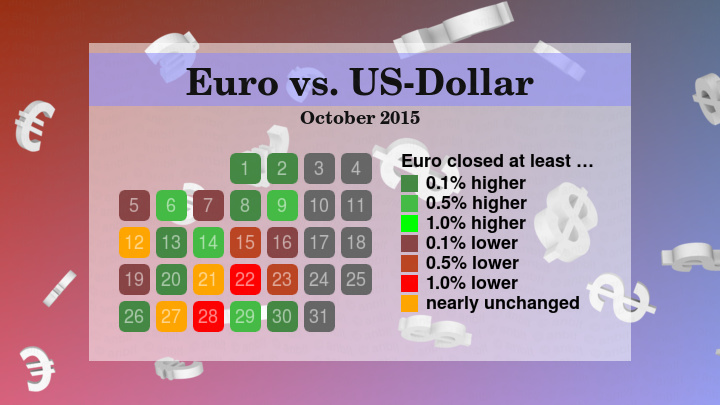 Euro vs. US-Dollar
October 2015
1 2 3 4
5 6 7 8 9 10 11
12 13 14 15 16 17 18
19 20 21 22 23 24 25
26 27 28 29 30 31
Euro closed at least …
0.1% higher
0.5% higher
1.0% higher
0.1% lower
0.5% lower
1.0% lower
nearly unchanged